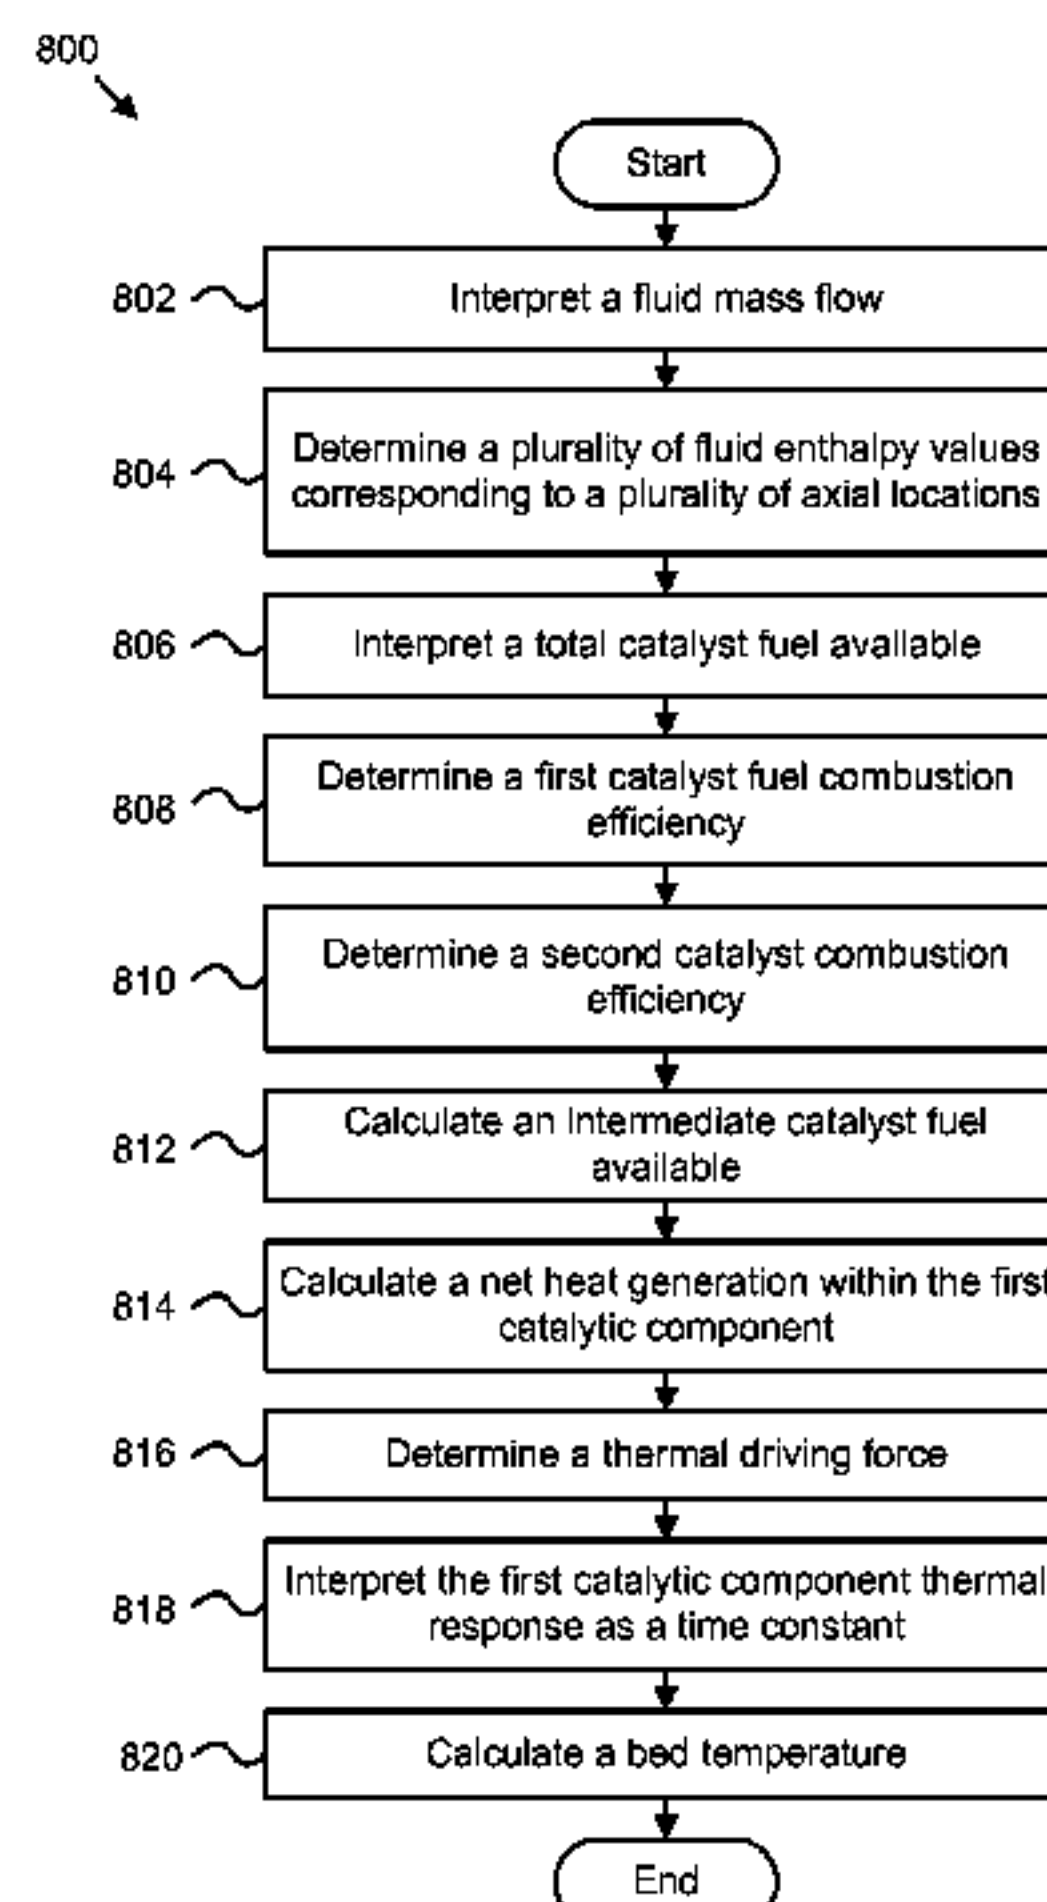 800
Start
802
Interpret a fluid mass flow
804
Determine a plurality of fluid enthalpy values
corresponding to a plurality of axial locations
806
Interpret a total catalyst fuel available
808
Determine a first catalyst fuel combustion
efficiency
810
Determine a second catalyst combustion
efficiency
812
Calculate an intermediate catalyst fuel
available
814
Calculate a net heat generation within the first
catalytic component
816
Determine a thermal driving force
818
Interpret the first catalytic component thermal
response as a time constant
820
Calculate a bed temperature
End